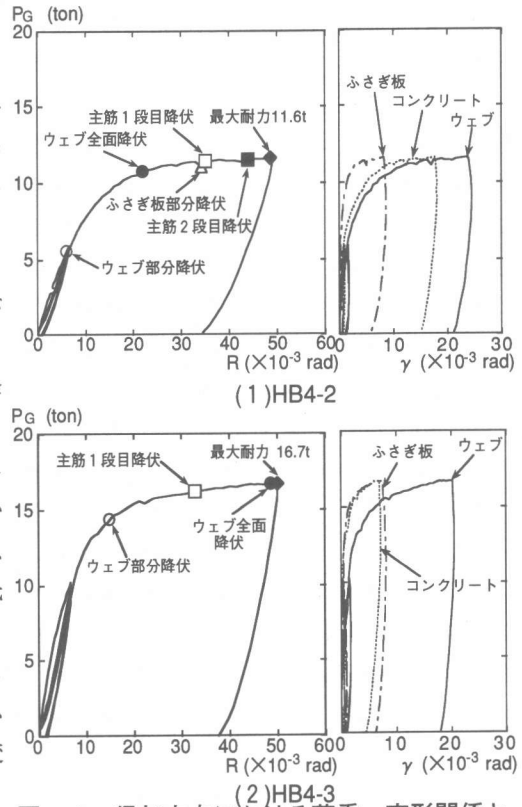 PG (ton)
20
15
10
5
0
主筋1段目降伏
最大耐力11.6t
ウェブ全面降伏
ふさぎ板部分降伏
主筋2段目降伏
ウェブ部分降伏
0 10 20 30 40 50 60
R (×10-3 rad)
ふさぎ板
コンクリート
ウェブ
0 10 20 30
γ (×10-3 rad)
(1)HB4-2
PG (ton)
20
15
10
5
0
主筋1段目降伏
最大耐力 16.7t
ウェブ全面
降伏
ウェブ部分降伏
0 10 20 30 40 50 60
R (×10-3 rad)
ふさぎ板
ウェブ
コンクリート
0 10 20 30
γ (×10-3 rad)
(2)HB4-3